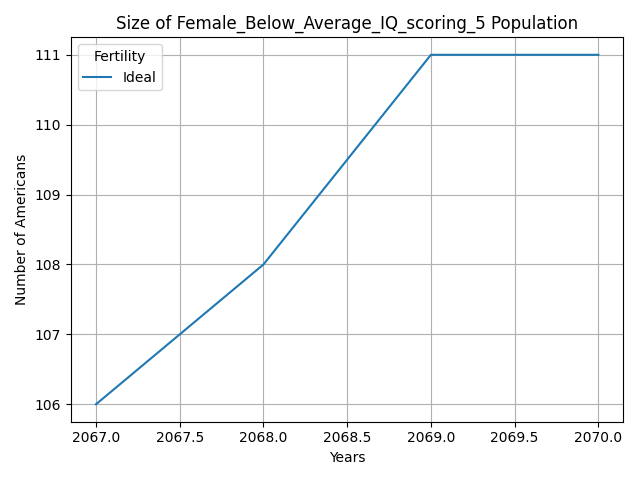 Size of Female_Below_Average_IQ_scoring_5 Population
Fertility
Ideal
Number of Americans
111
110
109
108
107
106
2067.0 2067.5 2068.0 2068.5 2069.0 2069.5 2070.0
Years